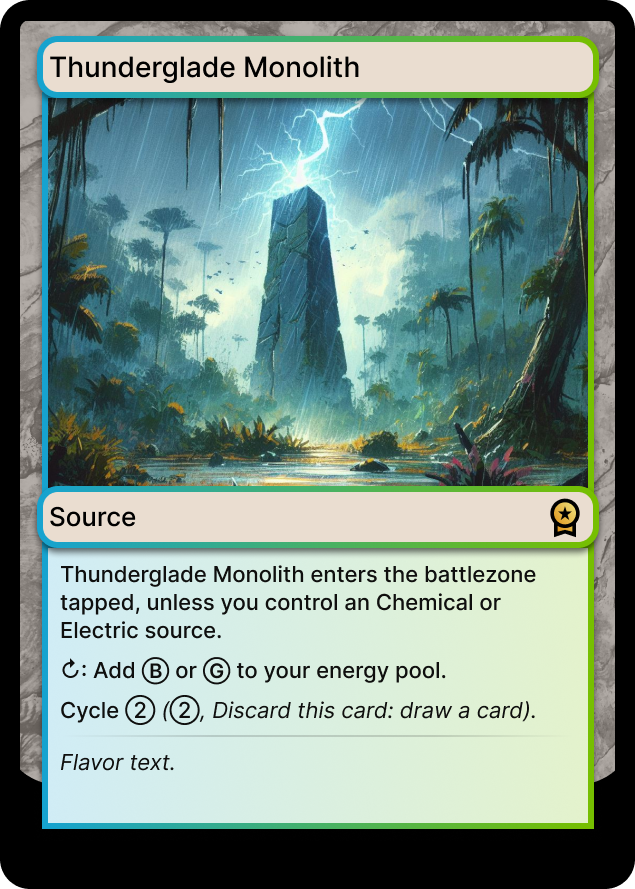 Thunderglade Monolith
Source
Thunderglade Monolith enters the battlezone
tapped, unless you control an Chemical or
Electric source.
↻: Add Ⓑ or Ⓖ to your energy pool.
Cycle ② (②, Discard this card: draw a card).
Flavor text.